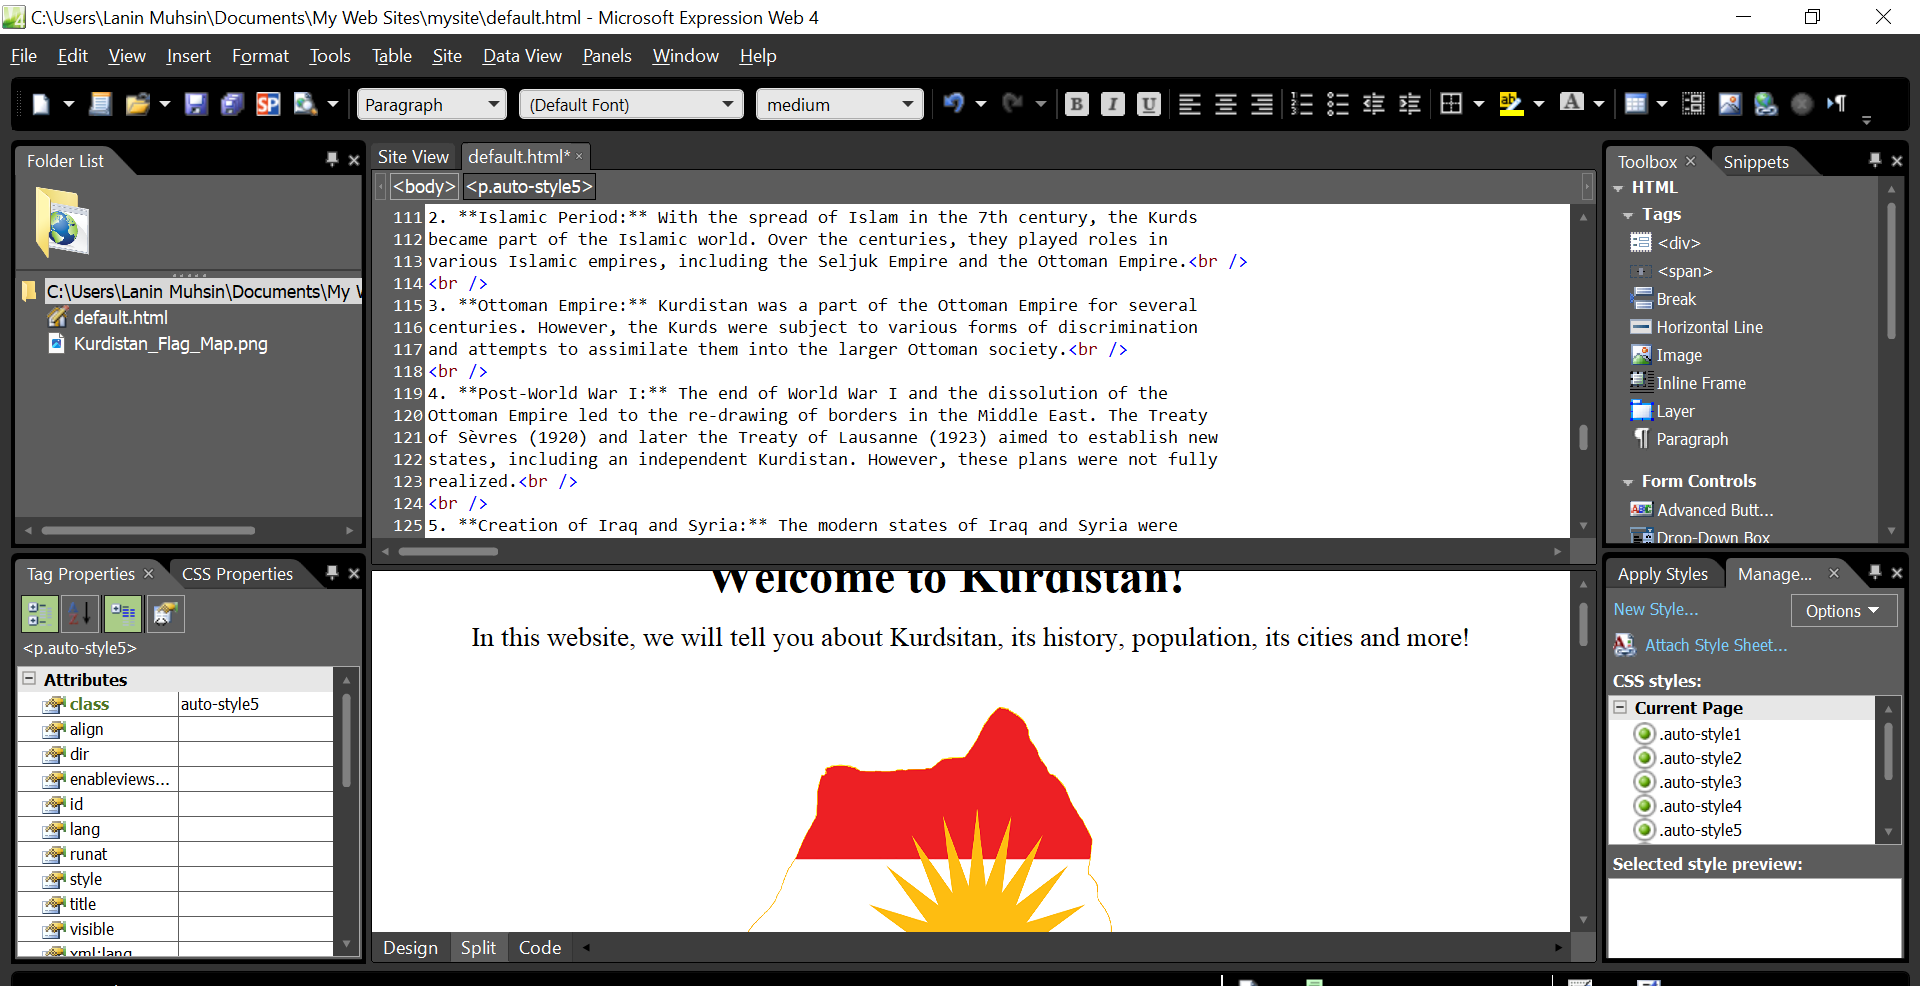 C:\Users\Lanin Muhsin\Documents\My Web Sites\mysite\default.html - Microsoft Expression Web 4
File Edit View Insert Format Tools Table Site Data View Panels Window Help
Paragraph (Default Font) medium
Folder List
C:\Users\Lanin Muhsin\Documents\My
default.html
Kurdistan_Flag_Map.png
Site View default.html*
<body> <p.auto-style5>
111 2. **Islamic Period:** With the spread of Islam in the 7th century, the Kurds
112 became part of the Islamic world. Over the centuries, they played roles in
113 various Islamic empires, including the Seljuk Empire and the Ottoman Empire.<br />
114 <br />
115 3. **Ottoman Empire:** Kurdistan was a part of the Ottoman Empire for several
116 centuries. However, the Kurds were subject to various forms of discrimination
117 and attempts to assimilate them into the larger Ottoman society.<br />
118 <br />
119 4. **Post-World War I:** The end of World War I and the dissolution of the
120 Ottoman Empire led to the re-drawing of borders in the Middle East. The Treaty
121 of Sèvres (1920) and later the Treaty of Lausanne (1923) aimed to establish new
122 states, including an independent Kurdistan. However, these plans were not fully
123 realized.<br />
124 <br />
125 5. **Creation of Iraq and Syria:** The modern states of Iraq and Syria were
Welcome to Kurdistan!
In this website, we will tell you about Kurdsitan, its history, population, its cities and more!
Design Split Code
Tag Properties CSS Properties
<p.auto-style5>
Attributes
class auto-style5
align
dir
enableviews...
id
lang
runat
style
title
visible
xml:lang
Toolbox Snippets
HTML
Tags
<div>
<span>
Break
Horizontal Line
Image
Inline Frame
Layer
Paragraph
Form Controls
Advanced Butt...
Drop-Down Box
Apply Styles Manage...
New Style... Options
Attach Style Sheet...
CSS styles:
Current Page
.auto-style1
.auto-style2
.auto-style3
.auto-style4
.auto-style5
Selected style preview: